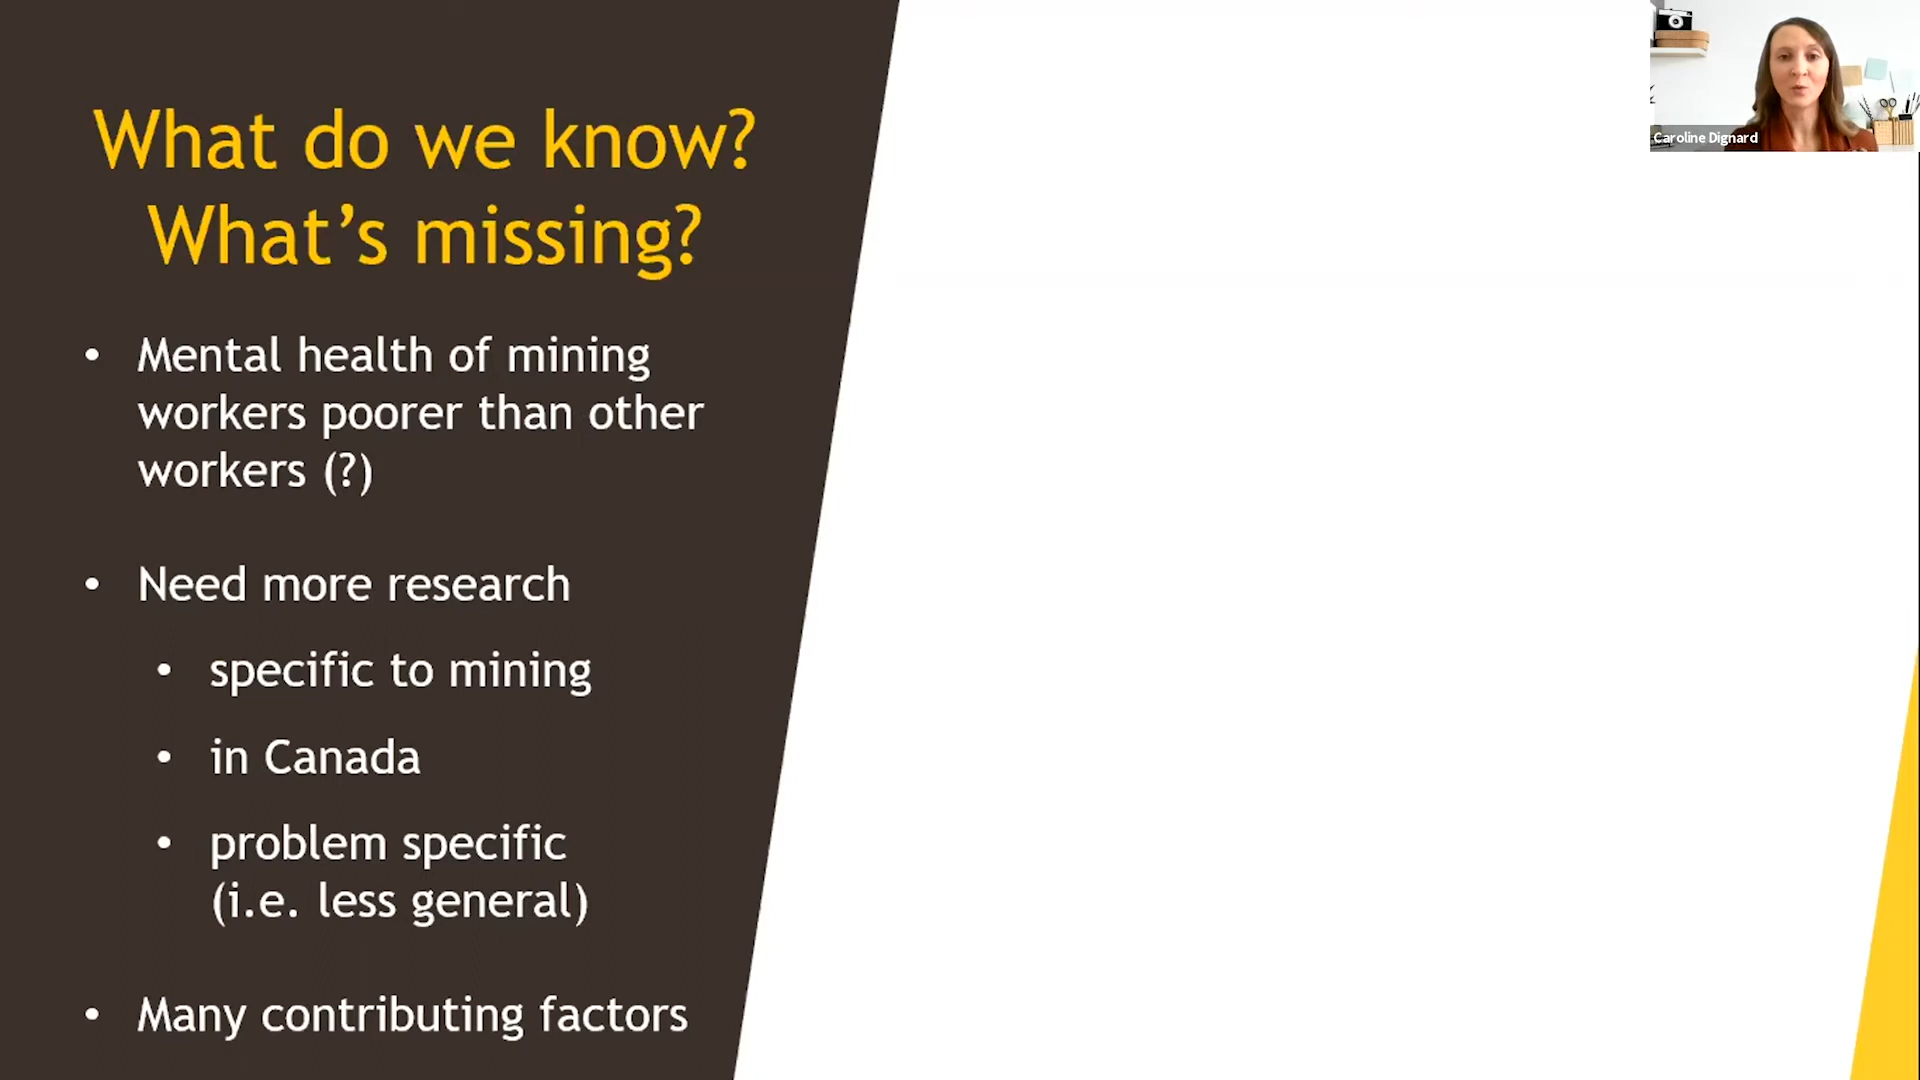 What do we know?
What’s missing?
• Mental health of mining
workers poorer than other
workers (?)
• Need more research
• specific to mining
• in Canada
• problem specific
(i.e. less general)
• Many contributing factors
Caroline Dignard